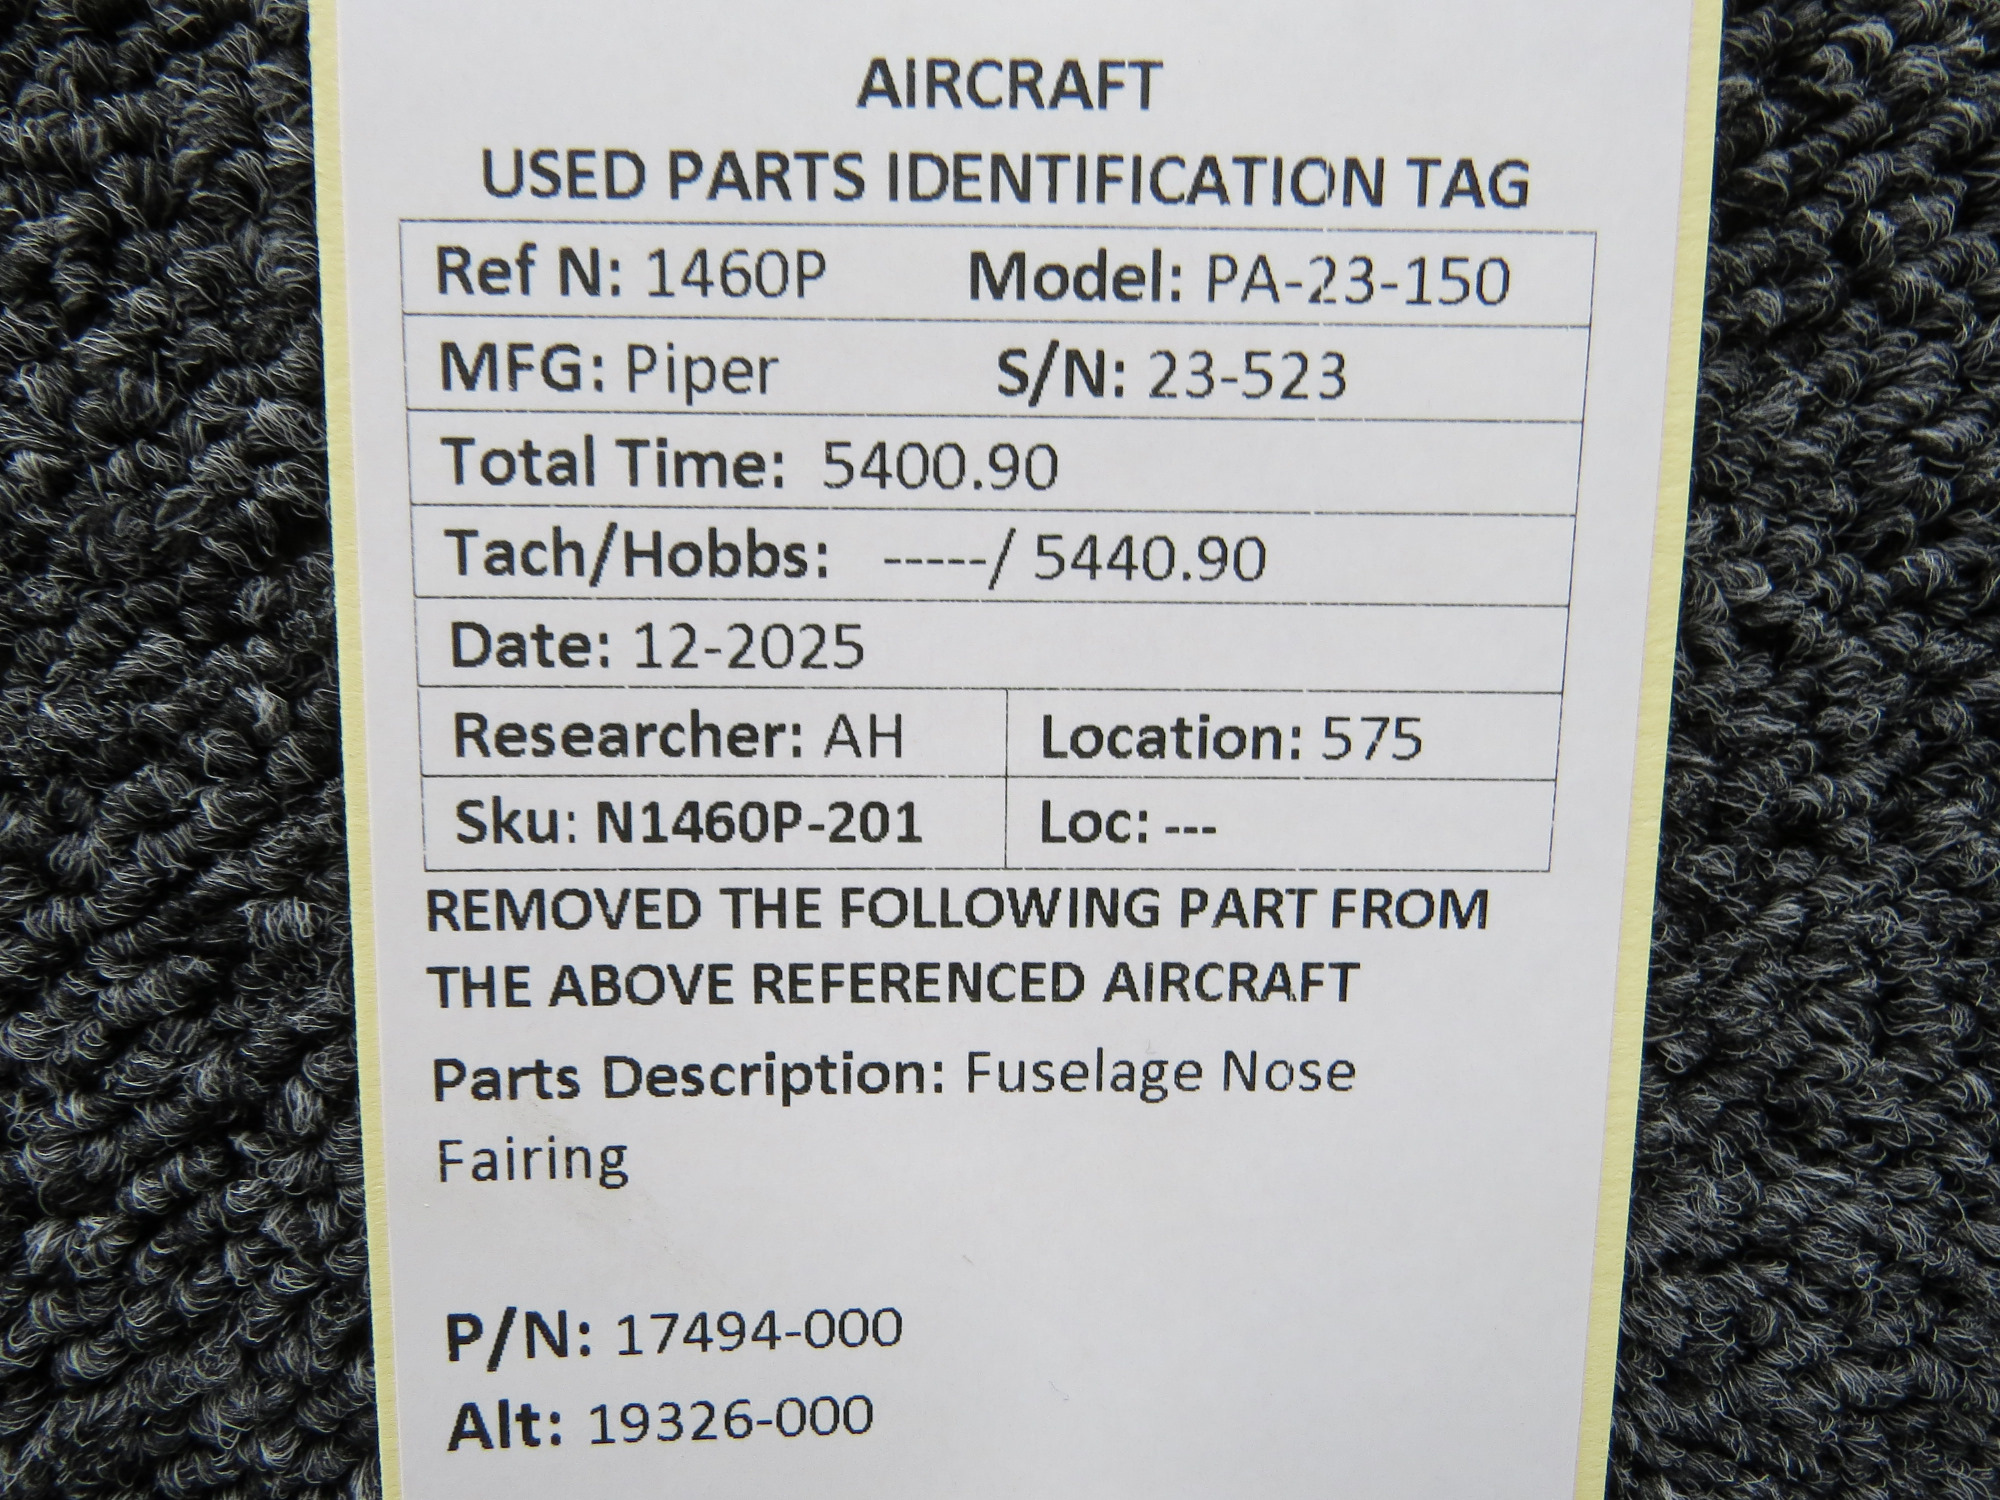 AIRCRAFT
USED PARTS IDENTIFICATION TAG
Ref N: 1460P Model: PA-23-150
MFG: Piper S/N: 23-523
Total Time: 5400.90
Tach/Hobbs: -----/ 5440.90
Date: 12-2025
Researcher: AH Location: 575
Sku: N1460P-201 Loc: ---
REMOVED THE FOLLOWING PART FROM
THE ABOVE REFERENCED AIRCRAFT
Parts Description: Fuselage Nose
Fairing
P/N: 17494-000
Alt: 19326-000